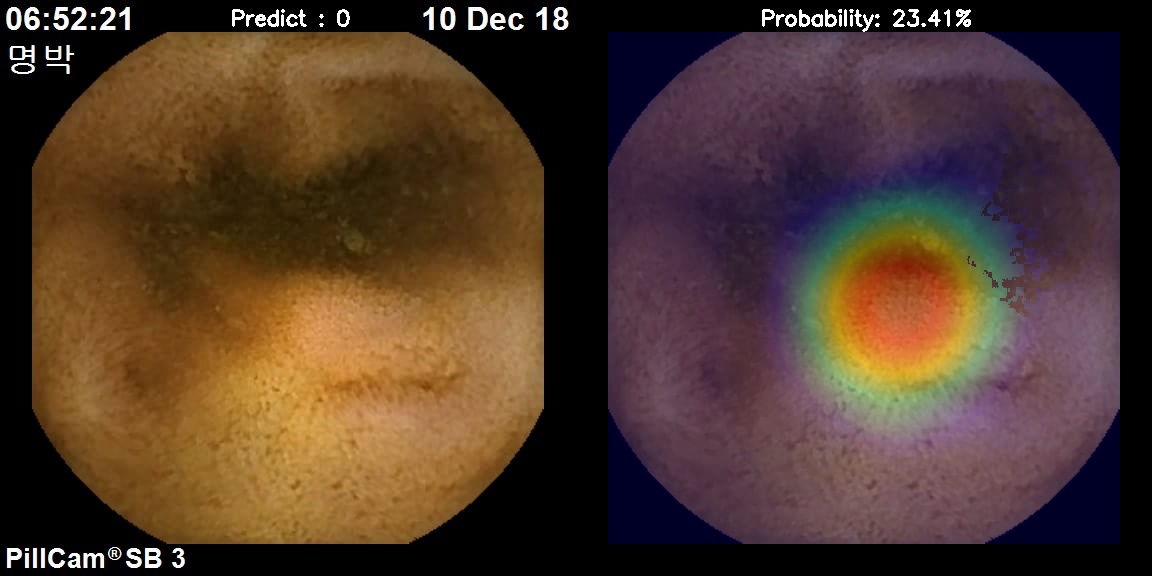 06:52:21 Predict : 0 10 Dec 18 Probability: 23.41%
명박
PillCam® SB 3